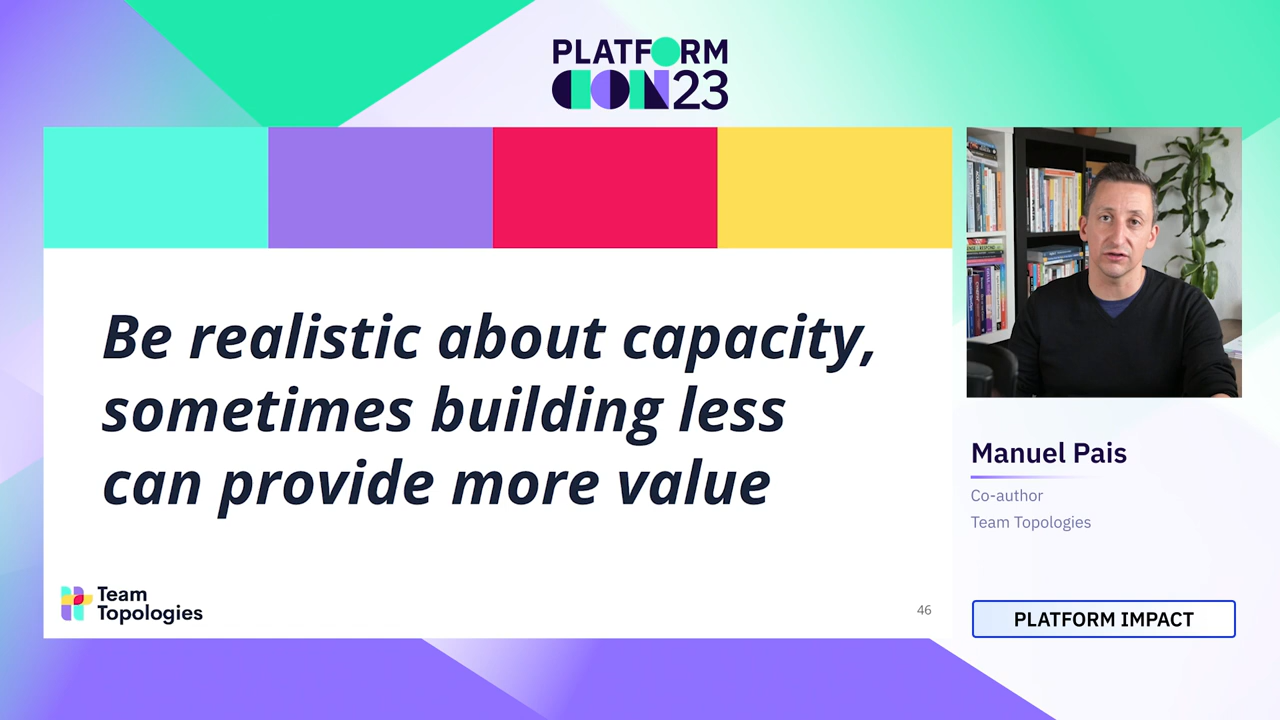 PLATFORM
CON23
Be realistic about capacity,
sometimes building less
can provide more value
Team
Topologies
46
Manuel Pais
Co-author
Team Topologies
PLATFORM IMPACT